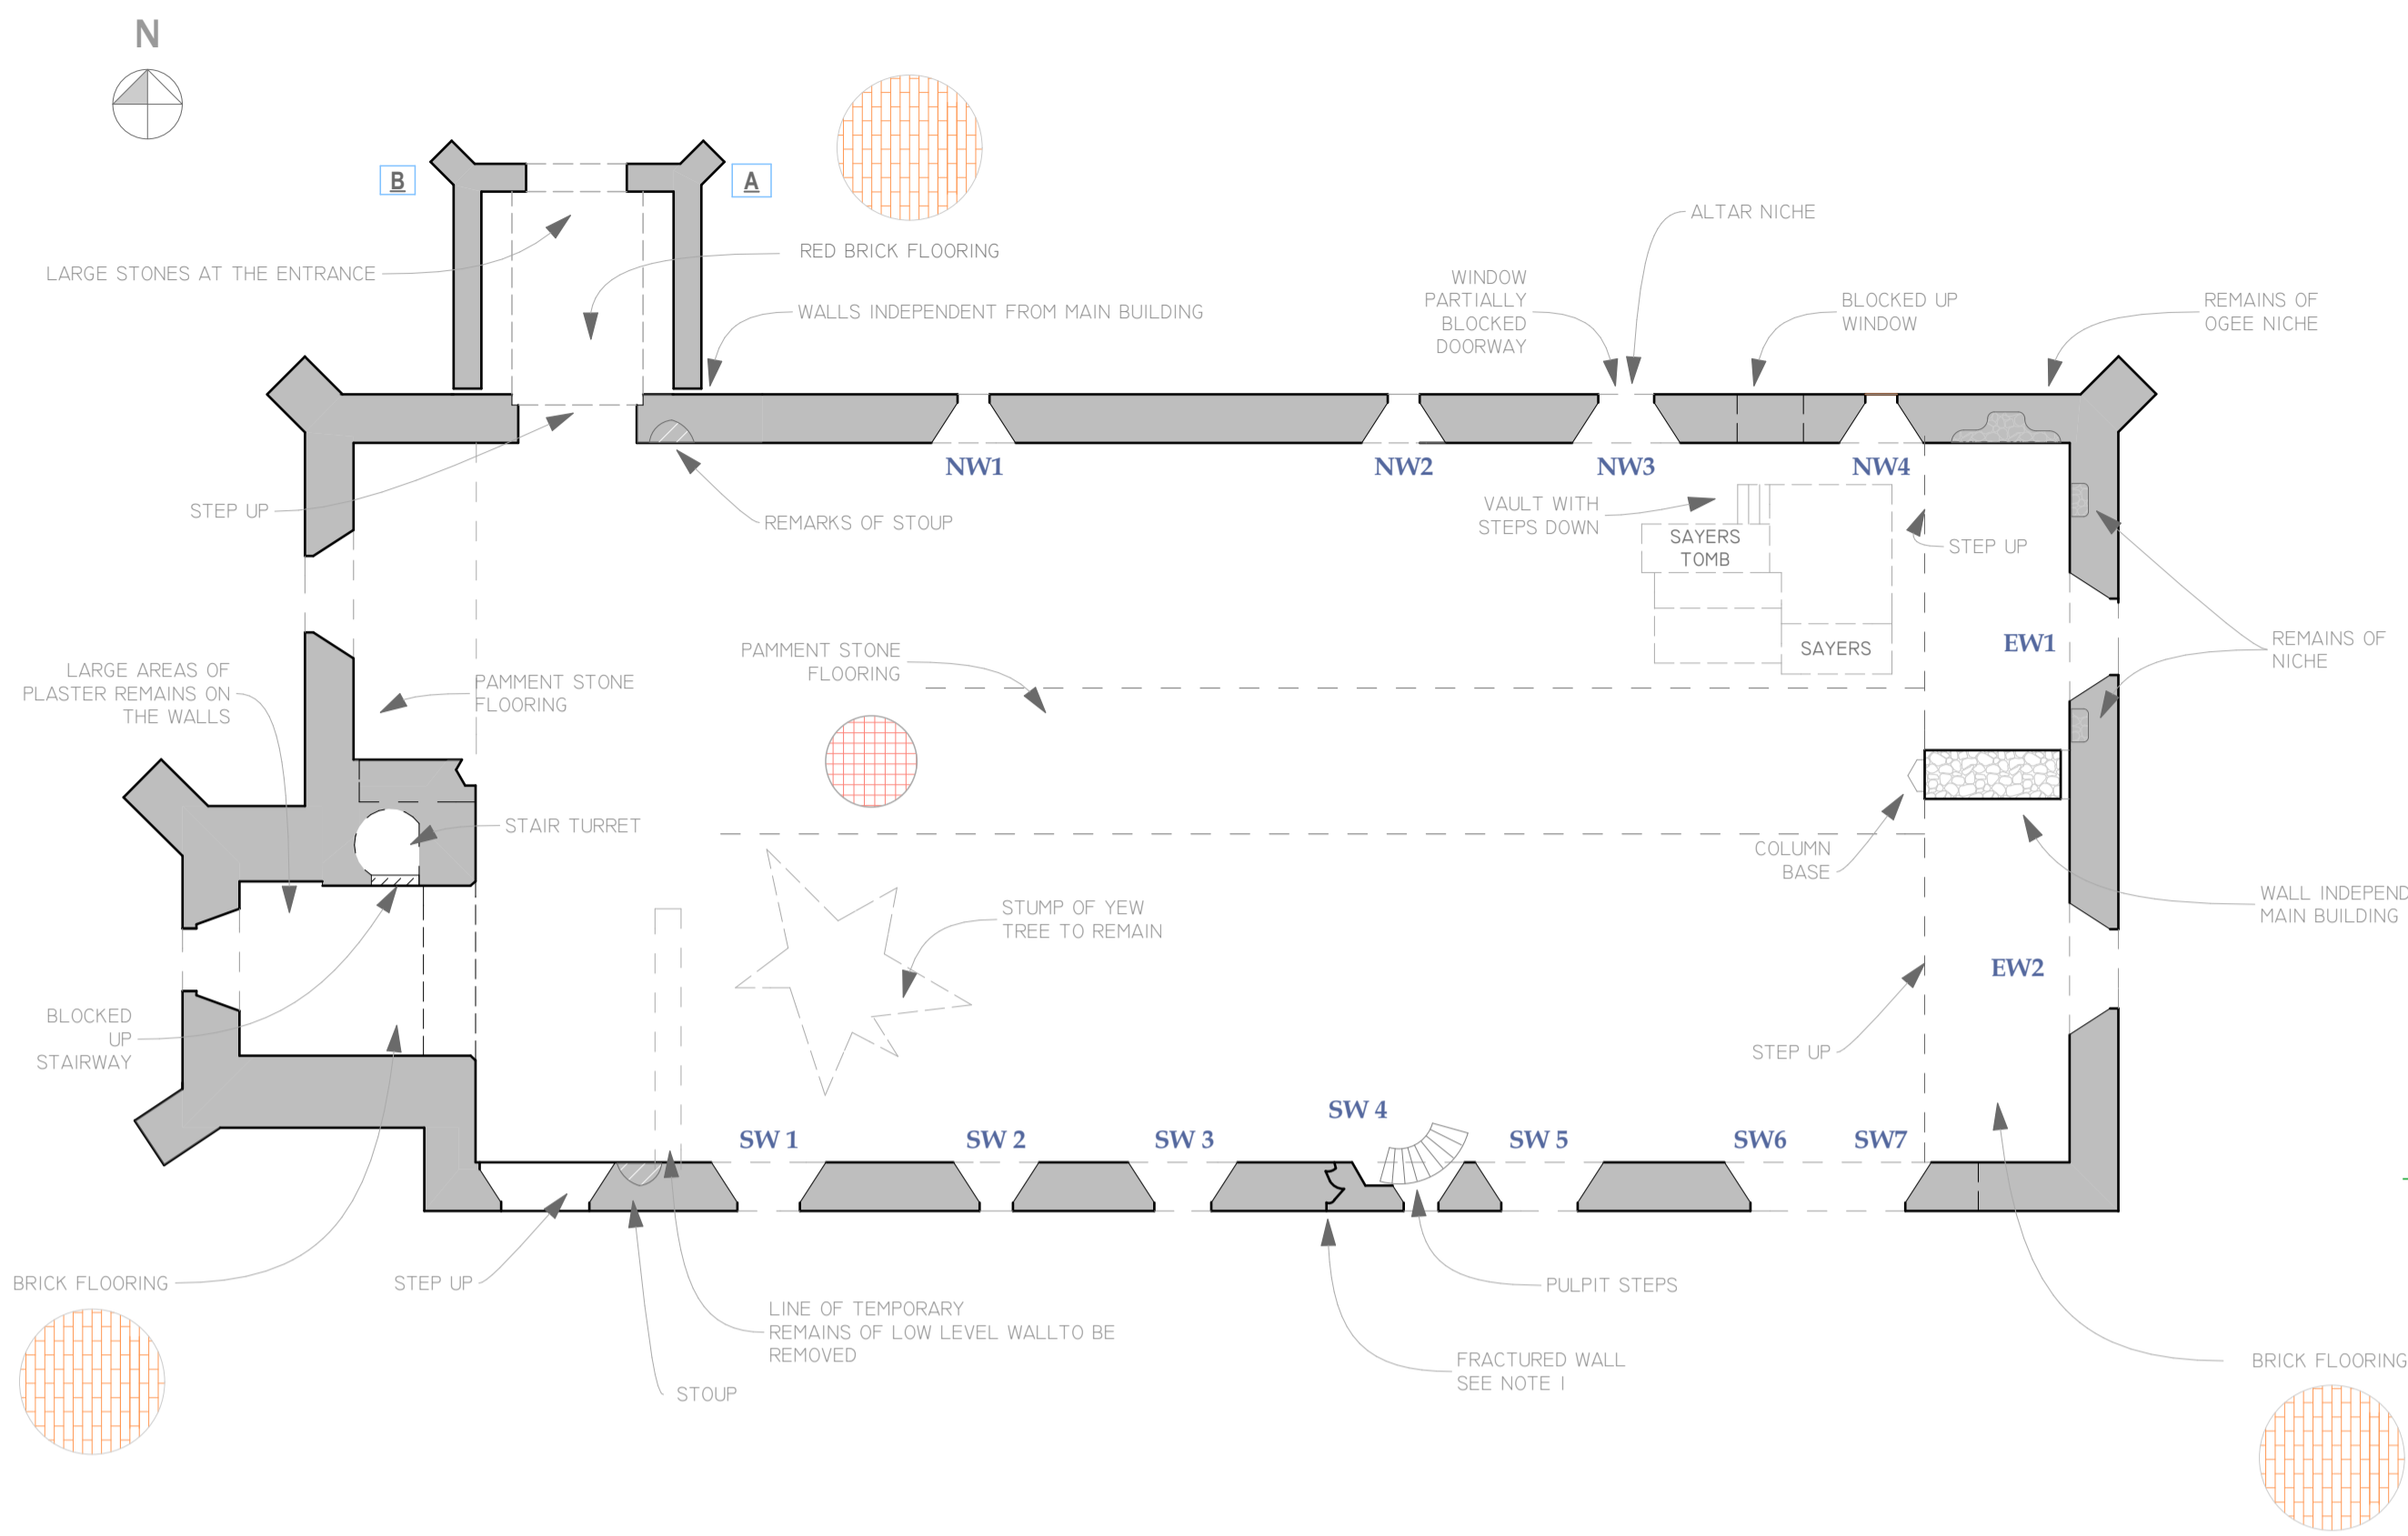 N
B
A
LARGE STONES AT THE ENTRANCE
RED BRICK FLOORING
WALLS INDEPENDENT FROM MAIN BUILDING
ALTAR NICHE
WINDOW
PARTIALLY
BLOCKED
DOORWAY
BLOCKED UP
WINDOW
REMAINS OF
OGEE NICHE
NW1
NW2
NW3
NW4
STEP UP
REMARKS OF STOUP
VAULT WITH
STEPS DOWN
SAYERS
TOMB
STEP UP
SAYERS
EW1
REMAINS OF
NICHE
LARGE AREAS OF
PLASTER REMAINS ON
THE WALLS
PAMMENT STONE
FLOORING
PAMMENT STONE
FLOORING
STAIR TURRET
COLUMN
BASE
WALL INDEPEND
MAIN BUILDING
STUMP OF YEW
TREE TO REMAIN
EW2
BLOCKED
UP
STAIRWAY
STEP UP
SW 1
SW 2
SW 3
SW 4
SW 5
SW6
SW7
BRICK FLOORING
STEP UP
LINE OF TEMPORARY
REMAINS OF LOW LEVEL WALLTO BE
REMOVED
STOUP
PULPIT STEPS
FRACTURED WALL
SEE NOTE 1
BRICK FLOORING